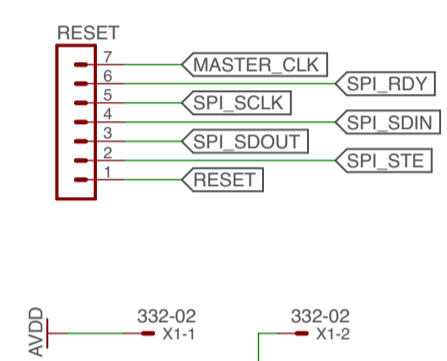 RESET
7 MASTER_CLK
6 SPI_RDY
5 SPI_SCLK
4 SPI_SDIN
3 SPI_SDOUT
2 SPI_STE
1 RESET
AVDD
332-02
X1-1
332-02
X1-2